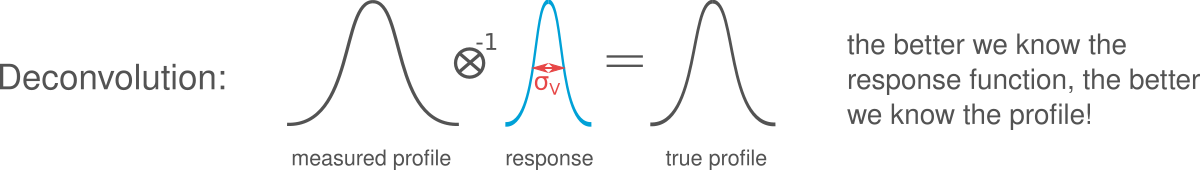 Deconvolution:
-1
σV
measured profile
response
true profile
the better we know the
response function, the better
we know the profile!